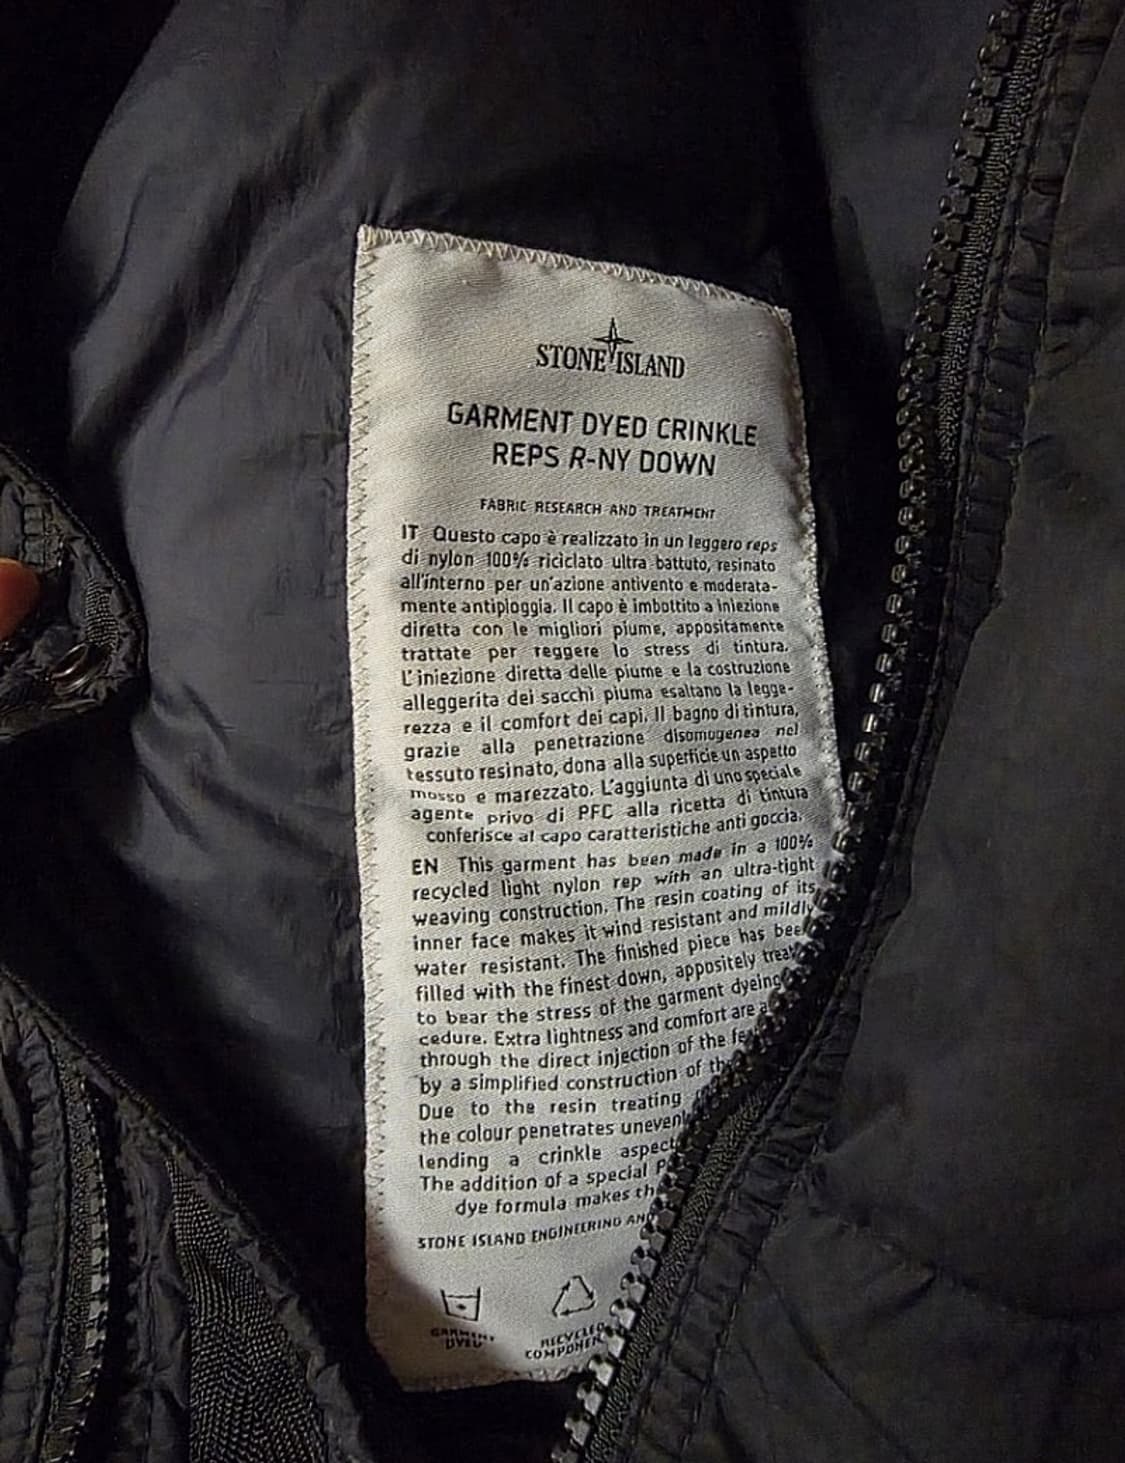 STONE ISLAND
GARMENT DYED CRINKLE
REPS R-NY DOWN
FABRIC RESEARCH AND TREATMENT
IT Questo capo è realizzato in un leggero reps
di nylon 100% riciclato ultra battuto, resinato
all'interno per un'azione antivento e moderata-
mente antipioggia. Il capo è imbottito a iniezione
diretta con le migliori piume, appositamente
trattate per reggere lo stress di tintura.
L'iniezione diretta delle piume e la costruzione
alleggerita dei sacchi piuma esaltano la legge-
rezza e il comfort dei capi. Il bagno di tintura,
grazie alla penetrazione disomogenea nel
tessuto resinato, dona alla superficie un aspetto
mosso e marezzato. L'aggiunta di uno speciale
agente privo di PFC alla ricetta di tintura
conferisce al capo caratteristiche anti goccia.
EN This garment has been made in a 100%
recycled light nylon rep with an ultra-tight
weaving construction. The resin coating of its
inner face makes it wind resistant and mildly
water resistant. The finished piece has bee
filled with the finest down, appositely trea
to bear the stress of the garment dyeing
cedure. Extra lightness and comfort are a
through the direct injection of the fe
by a simplified construction of th
Due to the resin treating
the colour penetrates unevenl
lending a crinkle aspect
The addition of a special P
dye formula makes th
STONE ISLAND ENGINEERING AND
GARMENT RECYCLED
DYED COMPONEN